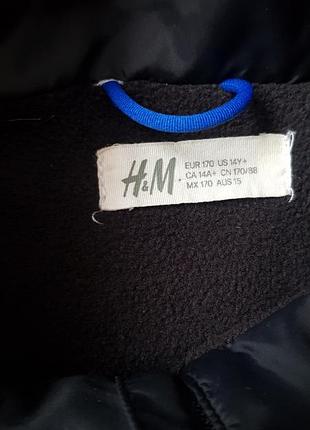 H&M
EUR 170 US 14Y+
CA 14A+ CN 170/88
MX 170 AUS 15